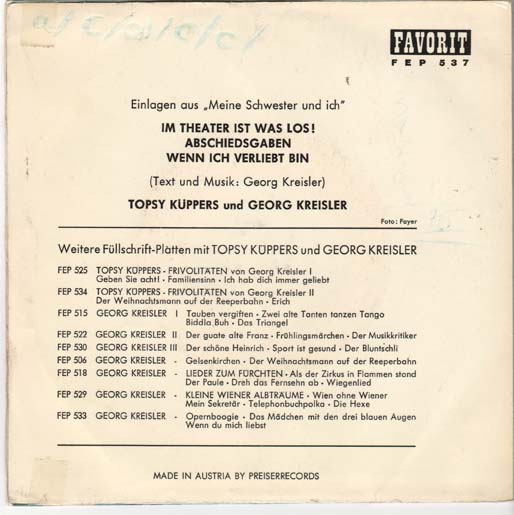 FAVORIT
FEP 537
Einlagen aus „Meine Schwester und ich"
IM THEATER IST WAS LOS!
ABSCHIEDSGABEN
WENN ICH VERLIEBT BIN
(Text und Musik: Georg Kreisler)
TOPSY KÜPPERS und GEORG KREISLER
Foto: Fayer
Weitere Füllschrift-Platten mit TOPSY KÜPPERS und GEORG KREISLER
FEP 525 TOPSY KÜPPERS - FRIVOLITÄTEN von Georg Kreisler I
Geben Sie acht! • Familiensinn • Ich hab dich immer geliebt
FEP 534 TOPSY KÜPPERS - FRIVOLITÄTEN von Georg Kreisler II
Der Weihnachtsmann auf der Reeperbahn • Erich
FEP 515 GEORG KREISLER I Tauben vergiften • Zwei alte Tanten tanzen Tango
Biddla Buh • Das Triangel
FEP 522 GEORG KREISLER II Der guate alte Franz • Frühlingsmärchen • Der Musikkritiker
FEP 530 GEORG KREISLER III Der schöne Heinrich • Sport ist gesund • Der Bluntschli
FEP 506 GEORG KREISLER - Gelsenkirchen • Der Weihnachtsmann auf der Reeperbahn
FEP 518 GEORG KREISLER - LIEDER ZUM FÜRCHTEN • Als der Zirkus in Flammen stand
Der Paule • Dreh das Fernsehn ab • Wiegenlied
FEP 529 GEORG KREISLER - KLEINE WIENER ALBTRÄUME • Wien ohne Wiener
Mein Sekretär • Telephonbuchpolka • Die Hexe
FEP 533 GEORG KREISLER - Opernboogie • Das Mädchen mit den drei blauen Augen
Wenn du mich liebst
MADE IN AUSTRIA BY PREISERRECORDS